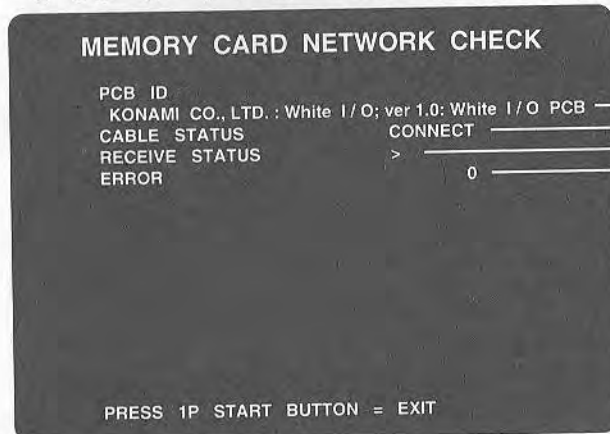 MEMORY CARD NETWORK CHECK
PCB ID
KONAMI CO., LTD. : White I / O; ver 1.0: White I / O PCB
CABLE STATUS CONNECT
RECEIVE STATUS >
ERROR 0
PRESS 1P START BUTTON = EXIT